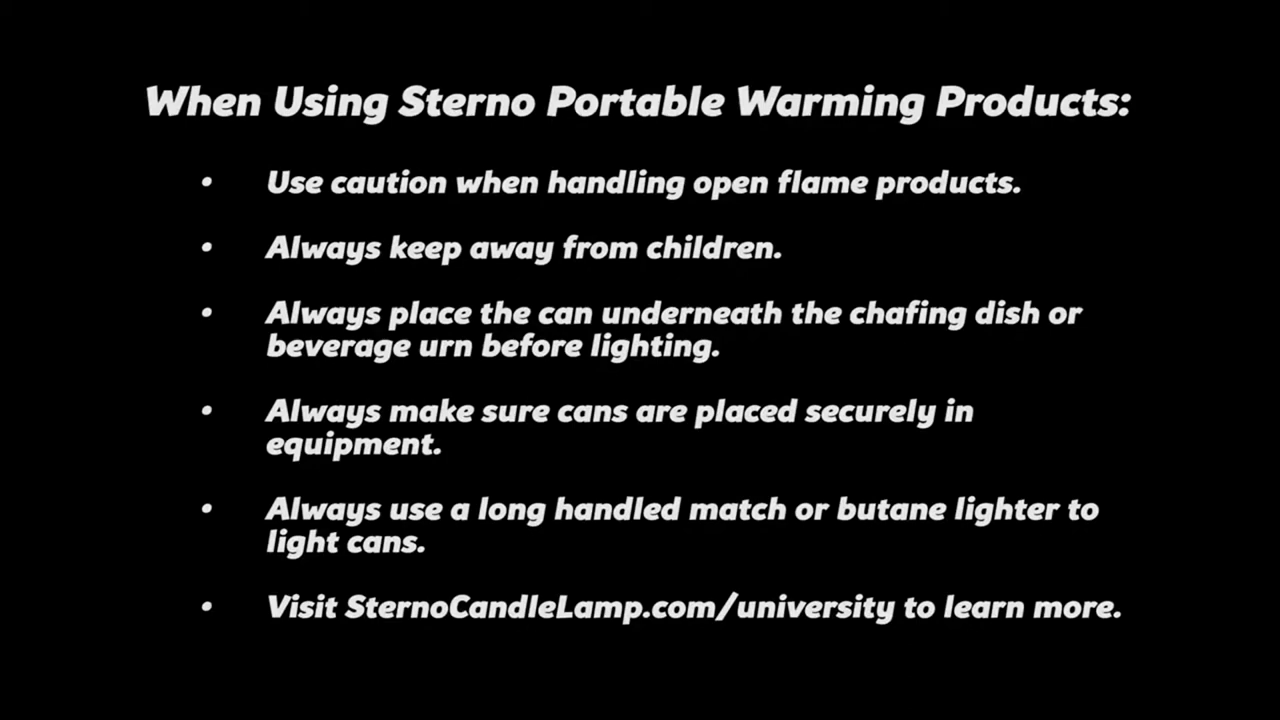 When Using Sterno Portable Warming Products:
• Use caution when handling open flame products.
• Always keep away from children.
• Always place the can underneath the chafing dish or
beverage urn before lighting.
• Always make sure cans are placed securely in
equipment.
• Always use a long handled match or butane lighter to
light cans.
• Visit SternoCandleLamp.com/university to learn more.